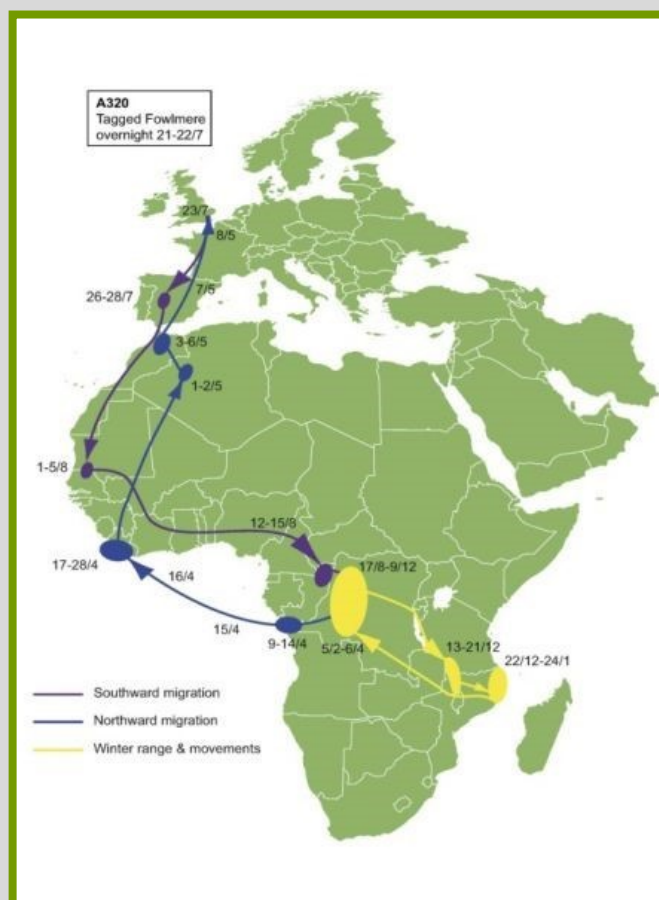 A320
Tagged Fowlmere
overnight 21-22/7
23/7
8/5
26-28/7
7/5
3-6/5
1-2/5
1-5/8
12-15/8
17-28/4
16/4
17/8-9/12
15/4
9-14/4
5/2-6/4
13-21/12
22/12-24/1
Southward migration
Northward migration
Winter range & movements